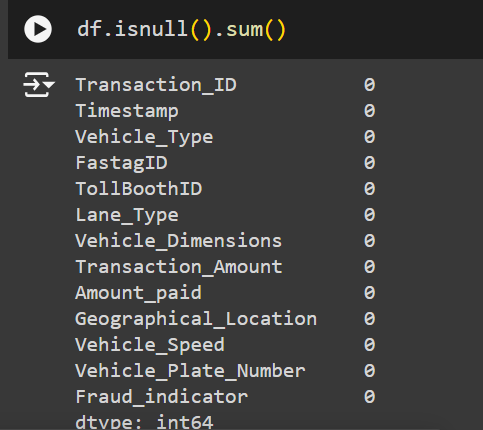 df.isnull().sum()
Transaction_ID 0
Timestamp 0
Vehicle_Type 0
FastagID 0
TollBoothID 0
Lane_Type 0
Vehicle_Dimensions 0
Transaction_Amount 0
Amount_paid 0
Geographical_Location 0
Vehicle_Speed 0
Vehicle_Plate_Number 0
Fraud_indicator 0
dtype: int64